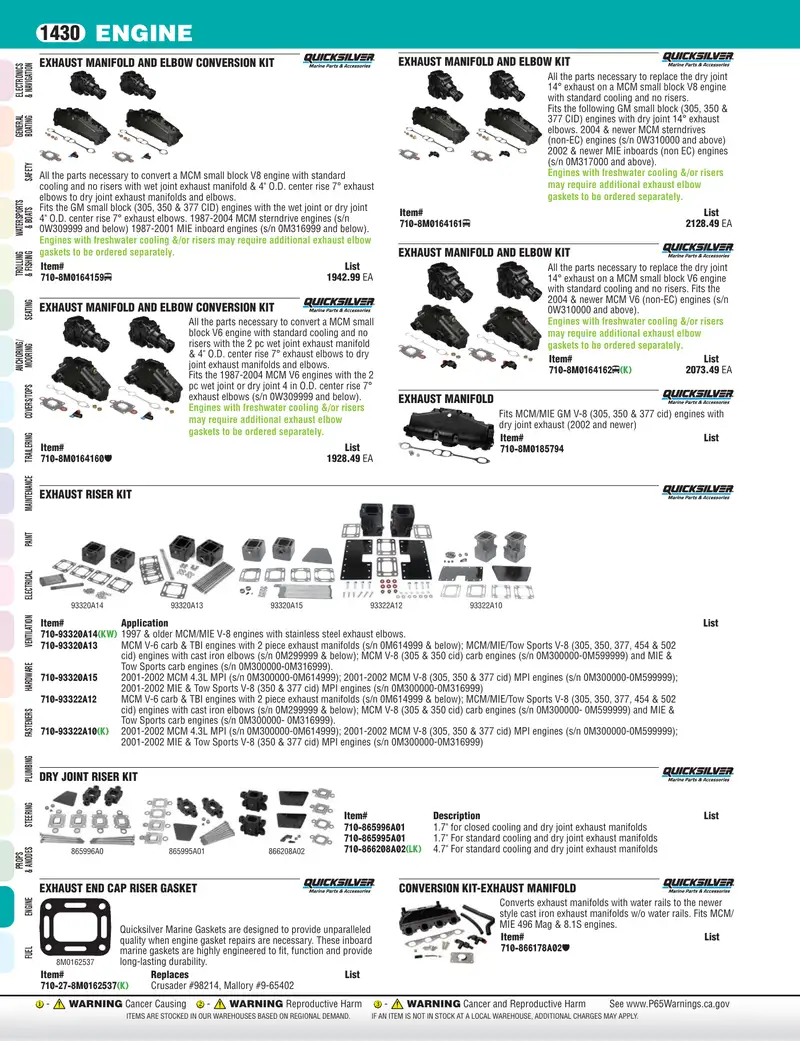 1430 ENGINE
ELECTRONICS
& NAVIGATION
GENERAL
BOATING
SAFETY
WATERSPORTS
& BOATS
TROLLING
& FISHING
SEATING
ANCHORING/
MOORING
COVERS/TOPS
TRAILERING
MAINTENANCE
PAINT
ELECTRICAL
VENTILATION
HARDWARE
FASTENERS
PLUMBING
STEERING
PROPS
& ANODES
ENGINE
FUEL
EXHAUST MANIFOLD AND ELBOW CONVERSION KIT
QUICKSILVER
Marine Parts & Accessories
All the parts necessary to convert a MCM small block V8 engine with standard
cooling and no risers with wet joint exhaust manifold & 4" O.D. center rise 7° exhaust
elbows to dry joint exhaust manifolds and elbows.
Fits the GM small block (305, 350 & 377 CID) engines with the wet joint or dry joint
4" O.D. center rise 7° exhaust elbows. 1987-2004 MCM sterndrive engines (s/n
0W309999 and below) 1987-2001 MIE inboard engines (s/n 0M316999 and below).
Engines with freshwater cooling &/or risers may require additional exhaust elbow
gaskets to be ordered separately.
Item# List
710-8M0164159 1942.99 EA
EXHAUST MANIFOLD AND ELBOW CONVERSION KIT
QUICKSILVER
Marine Parts & Accessories
All the parts necessary to convert a MCM small
block V6 engine with standard cooling and no
risers with the 2 pc wet joint exhaust manifold
& 4" O.D. center rise 7° exhaust elbows to dry
joint exhaust manifolds and elbows.
Fits the 1987-2004 MCM V6 engines with the 2
pc wet joint or dry joint 4 in O.D. center rise 7°
exhaust elbows (s/n 0W309999 and below).
Engines with freshwater cooling &/or risers
may require additional exhaust elbow
gaskets to be ordered separately.
Item# List
710-8M0164160 1928.49 EA
EXHAUST MANIFOLD AND ELBOW KIT
QUICKSILVER
Marine Parts & Accessories
All the parts necessary to replace the dry joint
14° exhaust on a MCM small block V8 engine
with standard cooling and no risers.
Fits the following GM small block (305, 350 &
377 CID) engines with dry joint 14° exhaust
elbows. 2004 & newer MCM sterndrives
(non-EC) engines (s/n 0W310000 and above)
2002 & newer MIE inboards (non EC) engines
(s/n 0M317000 and above).
Engines with freshwater cooling &/or risers
may require additional exhaust elbow
gaskets to be ordered separately.
Item# List
710-8M0164161 2128.49 EA
EXHAUST MANIFOLD AND ELBOW KIT
QUICKSILVER
Marine Parts & Accessories
All the parts necessary to replace the dry joint
14° exhaust on a MCM small block V6 engine
with standard cooling and no risers. Fits the
2004 & newer MCM V6 (non-EC) engines (s/n
0W310000 and above).
Engines with freshwater cooling &/or risers
may require additional exhaust elbow
gaskets to be ordered separately.
Item# List
710-8M0164162(K) 2073.49 EA
EXHAUST MANIFOLD
QUICKSILVER
Marine Parts & Accessories
Fits MCM/MIE GM V-8 (305, 350 & 377 cid) engines with
dry joint exhaust (2002 and newer)
Item# List
710-8M0185794
EXHAUST RISER KIT
QUICKSILVER
Marine Parts & Accessories
93320A14 93320A13 93320A15 93322A12 93322A10
Item# Application List
710-93320A14(KW) 1997 & older MCM/MIE V-8 engines with stainless steel exhaust elbows.
710-93320A13 MCM V-6 carb & TBI engines with 2 piece exhaust manifolds (s/n 0M614999 & below); MCM/MIE/Tow Sports V-8 (305, 350, 377, 454 & 502
cid) engines with cast iron elbows (s/n 0M299999 & below); MCM V-8 (305 & 350 cid) carb engines (s/n 0M300000-0M599999) and MIE &
Tow Sports carb engines (s/n 0M300000-0M316999).
710-93320A15 2001-2002 MCM 4.3L MPI (s/n 0M300000-0M614999); 2001-2002 MCM V-8 (305, 350 & 377 cid) MPI engines (s/n 0M300000-0M599999);
2001-2002 MIE & Tow Sports V-8 (350 & 377 cid) MPI engines (s/n 0M300000-0M316999)
710-93322A12 MCM V-6 carb & TBI engines with 2 piece exhaust manifolds (s/n 0M614999 & below); MCM/MIE/Tow Sports V-8 (305, 350, 377, 454 & 502
cid) engines with cast iron elbows (s/n 0M299999 & below); MCM V-8 (305 & 350 cid) carb engines (s/n 0M300000- 0M599999) and MIE &
Tow Sports carb engines (s/n 0M300000- 0M316999).
710-93322A10(K) 2001-2002 MCM 4.3L MPI (s/n 0M300000-0M614999); 2001-2002 MCM V-8 (305, 350 & 377 cid) MPI engines (s/n 0M300000-0M599999);
2001-2002 MIE & Tow Sports V-8 (350 & 377 cid) MPI engines (s/n 0M300000-0M316999)
DRY JOINT RISER KIT
QUICKSILVER
Marine Parts & Accessories
865996A0 865995A01 866208A02
Item# Description List
710-865996A01 1.7" for closed cooling and dry joint exhaust manifolds
710-865995A01 1.7" For standard cooling and dry joint exhaust manifolds
710-866208A02(LK) 4.7" For standard cooling and dry joint exhaust manifolds
EXHAUST END CAP RISER GASKET
QUICKSILVER
Marine Parts & Accessories
8M0162537
Quicksilver Marine Gaskets are designed to provide unparalleled
quality when engine gasket repairs are necessary. These inboard
marine gaskets are highly engineered to fit, function and provide
long-lasting durability.
Item# Replaces List
710-27-8M0162537(K) Crusader #98214, Mallory #9-65402
CONVERSION KIT-EXHAUST MANIFOLD
QUICKSILVER
Marine Parts & Accessories
Converts exhaust manifolds with water rails to the newer
style cast iron exhaust manifolds w/o water rails. Fits MCM/
MIE 496 Mag & 8.1S engines.
Item# List
710-866178A02
1 - WARNING Cancer Causing 2 - WARNING Reproductive Harm 3 - WARNING Cancer and Reproductive Harm See www.P65Warnings.ca.gov
ITEMS ARE STOCKED IN OUR WAREHOUSES BASED ON REGIONAL DEMAND. IF AN ITEM IS NOT IN STOCK AT A LOCAL WAREHOUSE, ADDITIONAL CHARGES MAY APPLY.